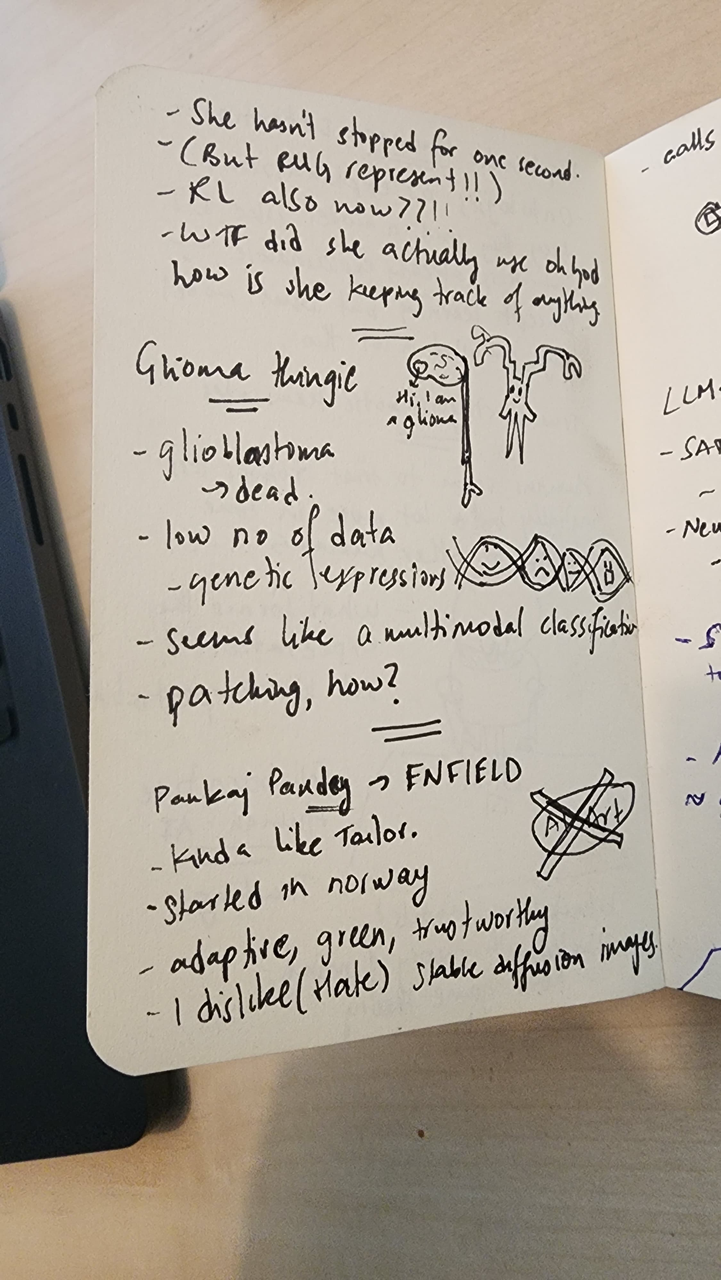 - She hasn't stopped for one second.
- (But RUG represent!!)
- RL also now??!!
- WTF did she actually use oh god
how is she keeping track of anything
Glioma thingie
Hi, I am
a glioma
- glioblastoma
→ dead.
- low no of data
- genetic expressions
- seems like a multimodal classification
- patching, how?
Pankaj Pandey → ENFIELD
- Kinda like Tailor.
- Started in norway
- adaptive, green, trustworthy
- I dislike (Hate) stable diffusion images.
AI Art
- calls
LLM